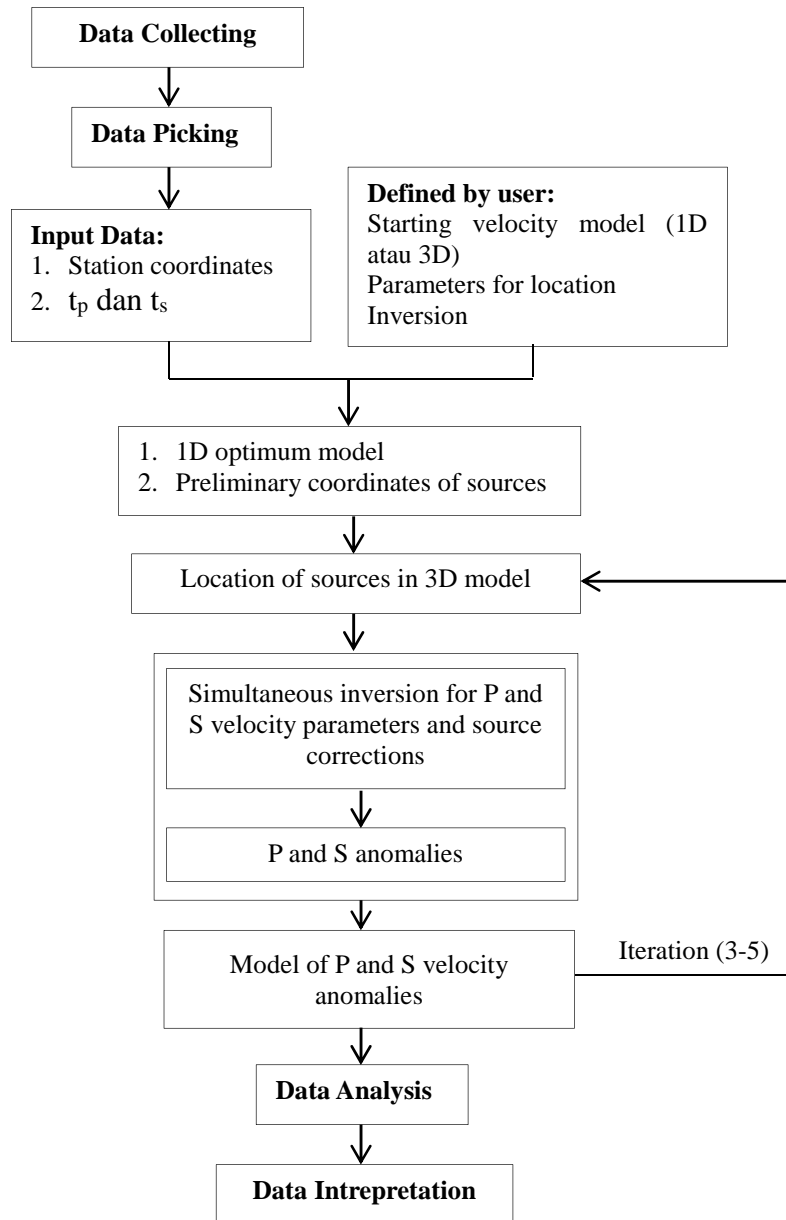 Data Collecting
Data Picking
Input Data:
1. Station coordinates
2. tp dan ts
Defined by user:
Starting velocity model (1D
atau 3D)
Parameters for location
Inversion
1. 1D optimum model
2. Preliminary coordinates of sources
Location of sources in 3D model
Simultaneous inversion for P and
S velocity parameters and source
corrections
P and S anomalies
Model of P and S velocity
anomalies
Iteration (3-5)
Data Analysis
Data Intrepretation